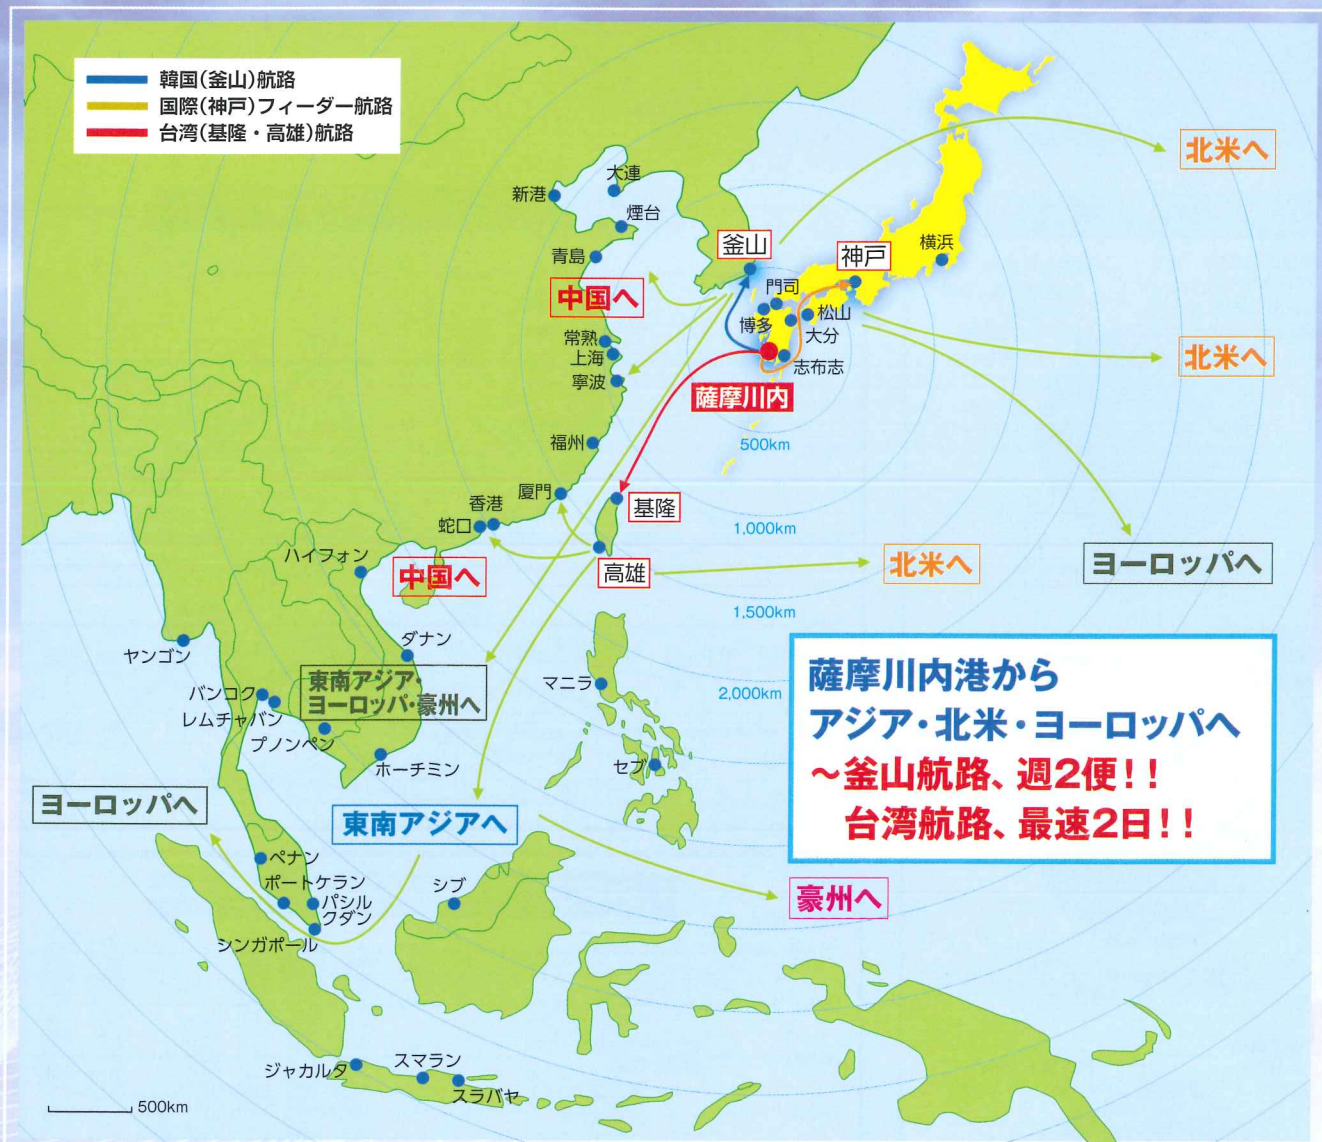 韓国(釜山)航路
国際(神戸)フィーダー航路
台湾(基隆・高雄)航路
北米へ
大連
新港
煙台
釜山
神戸
横浜
青島
中国へ
門司
博多
松山
大分
常熟
上海
寧波
志布志
北米へ
薩摩川内
福州
500km
厦門
香港
蛇口
基隆
1,000km
ハイフォン
中国へ
高雄
北米へ
ヨーロッパへ
1,500km
ヤンゴン
ダナン
東南アジア・
ヨーロッパ・豪州へ
マニラ
2,000km
バンコク
レムチャバン
プノンペン
ホーチミン
セブ
薩摩川内港から
アジア・北米・ヨーロッパへ
～釜山航路、週2便!!
台湾航路、最速2日!!
ヨーロッパへ
東南アジアへ
ペナン
ポートケラン
パシル
クダン
シンガポール
シブ
豪州へ
ジャカルタ
スマラン
スラバヤ
500km